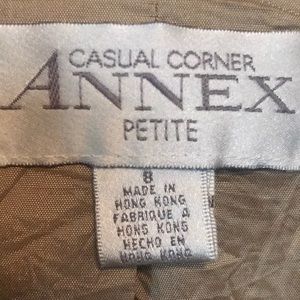 CASUAL CORNER
ANNEX
PETITE
8
MADE IN
HONG KONG
FABRIQUE A
HONG KONG
HECHO EN
HONG KONG